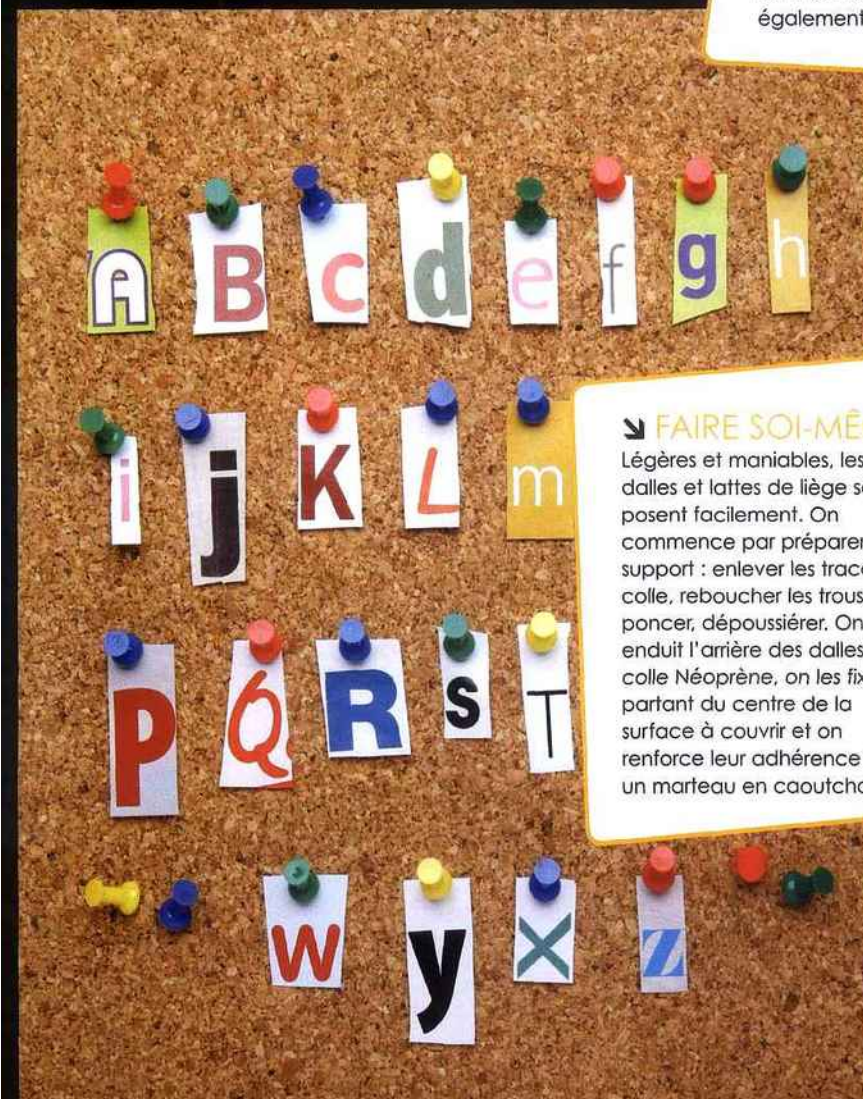 également
A B c d e f g h
i j K L m
P Q R s T
w y x z
FAIRE SOI-MÊ
Légères et maniables, les
dalles et lattes de liège s
posent facilement. On
commence par préparer
support : enlever les trac
colle, reboucher les trous
poncer, dépoussiérer. On
enduit l'arrière des dalles
colle Néoprène, on les fix
partant du centre de la
surface à couvrir et on
renforce leur adhérence
un marteau en caoutcho